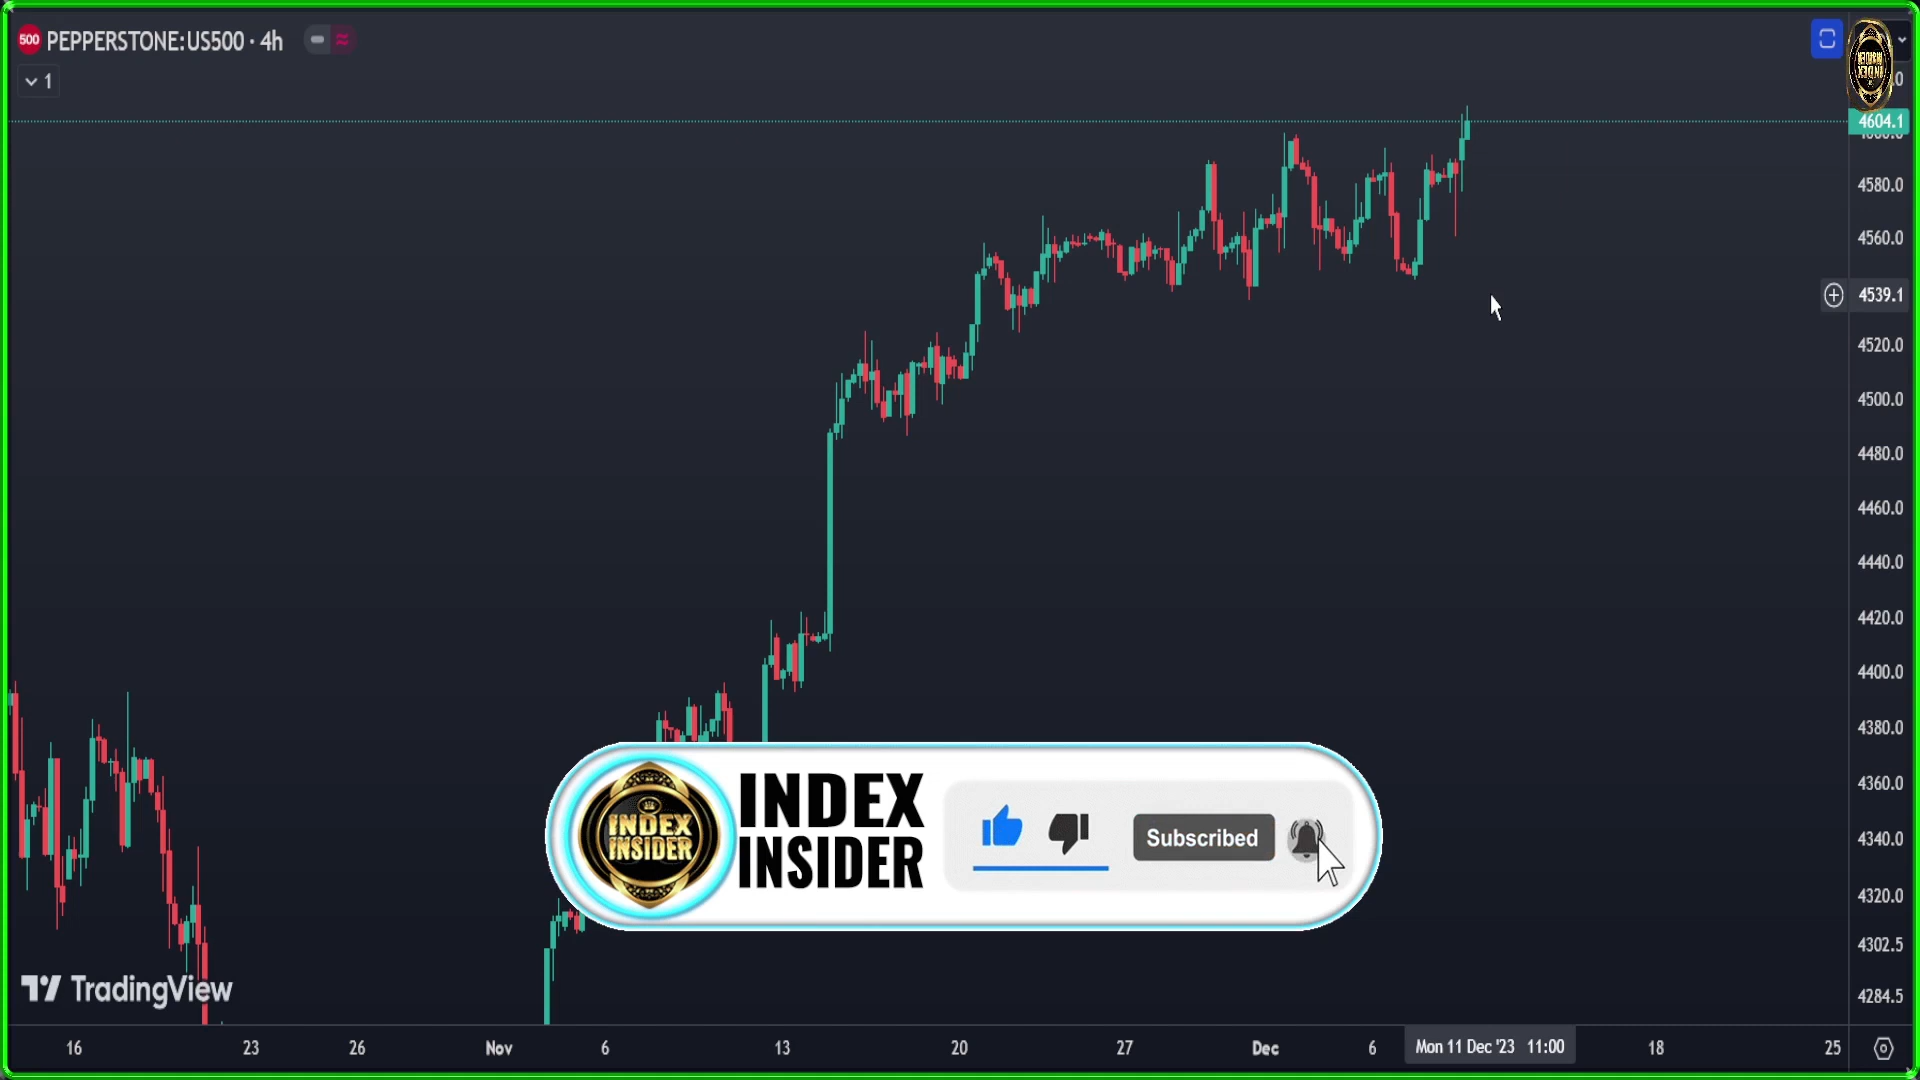 500 PEPPERSTONE:US500 · 4h
1
4604.1
4580.0
4560.0
4539.1
4520.0
4500.0
4480.0
4460.0
4440.0
4420.0
4400.0
4380.0
4360.0
4340.0
4320.0
4302.5
4284.5
INDEX
INSIDER
INDEX
INSIDER
Subscribed
TradingView
16 23 26 Nov 6 13 20 27 Dec 6 Mon 11 Dec '23 11:00 18 25